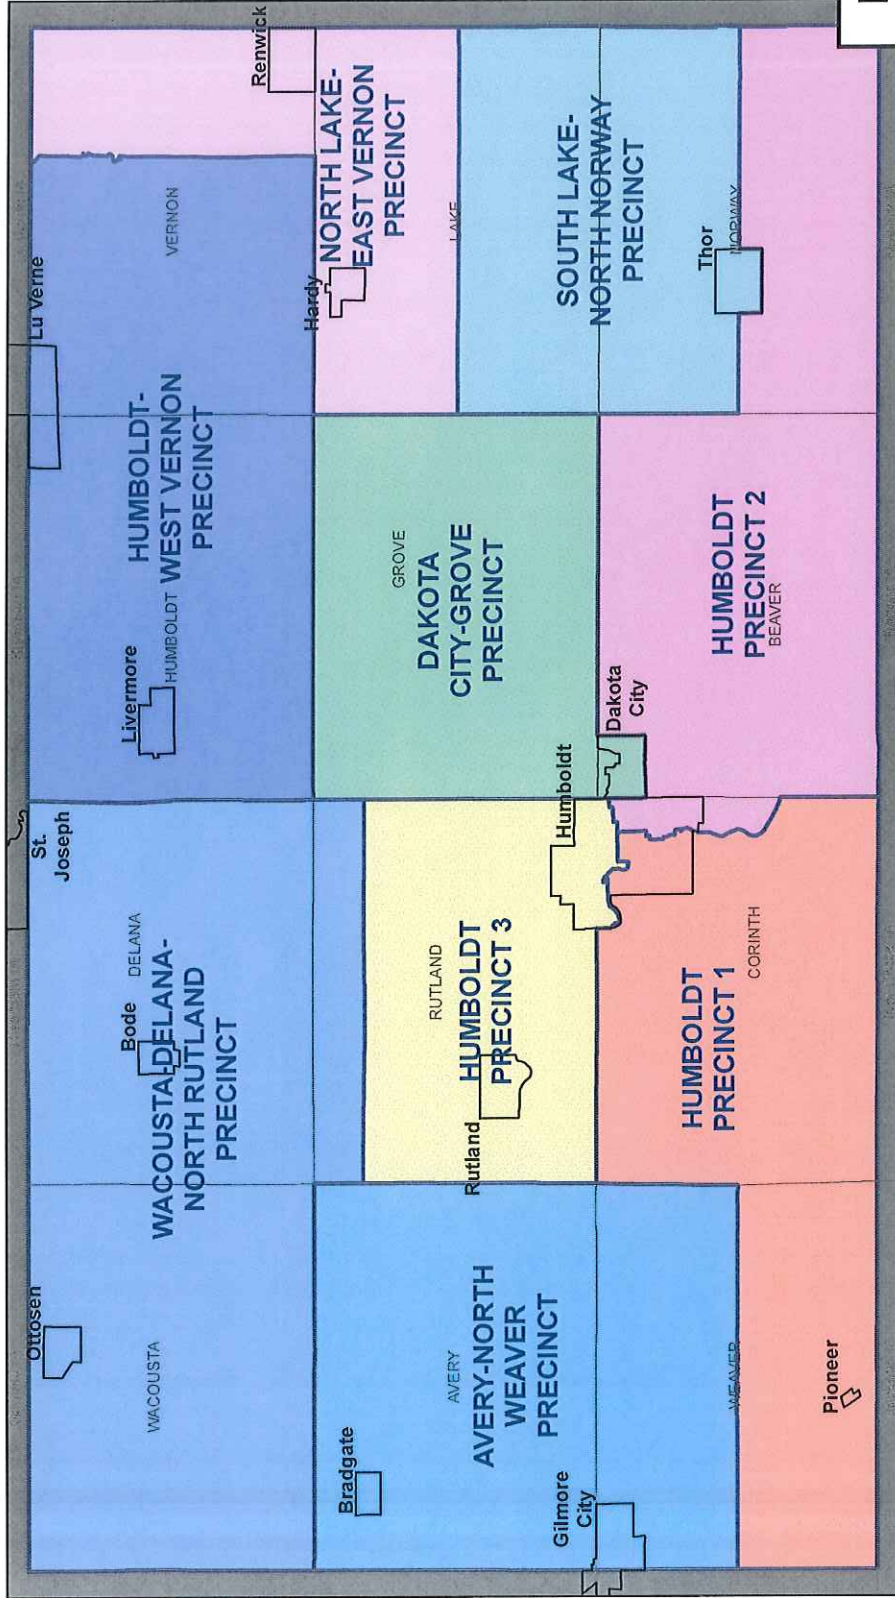 Ottosen
WACOUSTA
Bode
DELANA
WACOUSTA-DELANA-
NORTH RUTLAND
PRECINCT
St.
Joseph
Livermore
HUMBOLDT
HUMBOLDT-
WEST VERNON
PRECINCT
Lu Verne
VERNON
Renwick
Bradgate
AVERY
AVERY-NORTH
WEAVER
PRECINCT
Gilmore
City
RUTLAND
HUMBOLDT
PRECINCT 3
Rutland
Humboldt
GROVE
DAKOTA
CITY-GROVE
PRECINCT
Dakota
City
Hardy
NORTH LAKE-
EAST VERNON
PRECINCT
LAKE
SOUTH LAKE-
NORTH NORWAY
PRECINCT
Thor
NORWAY
WEAVER
Pioneer
HUMBOLDT
PRECINCT 1
CORINTH
HUMBOLDT
PRECINCT 2
BEAVER